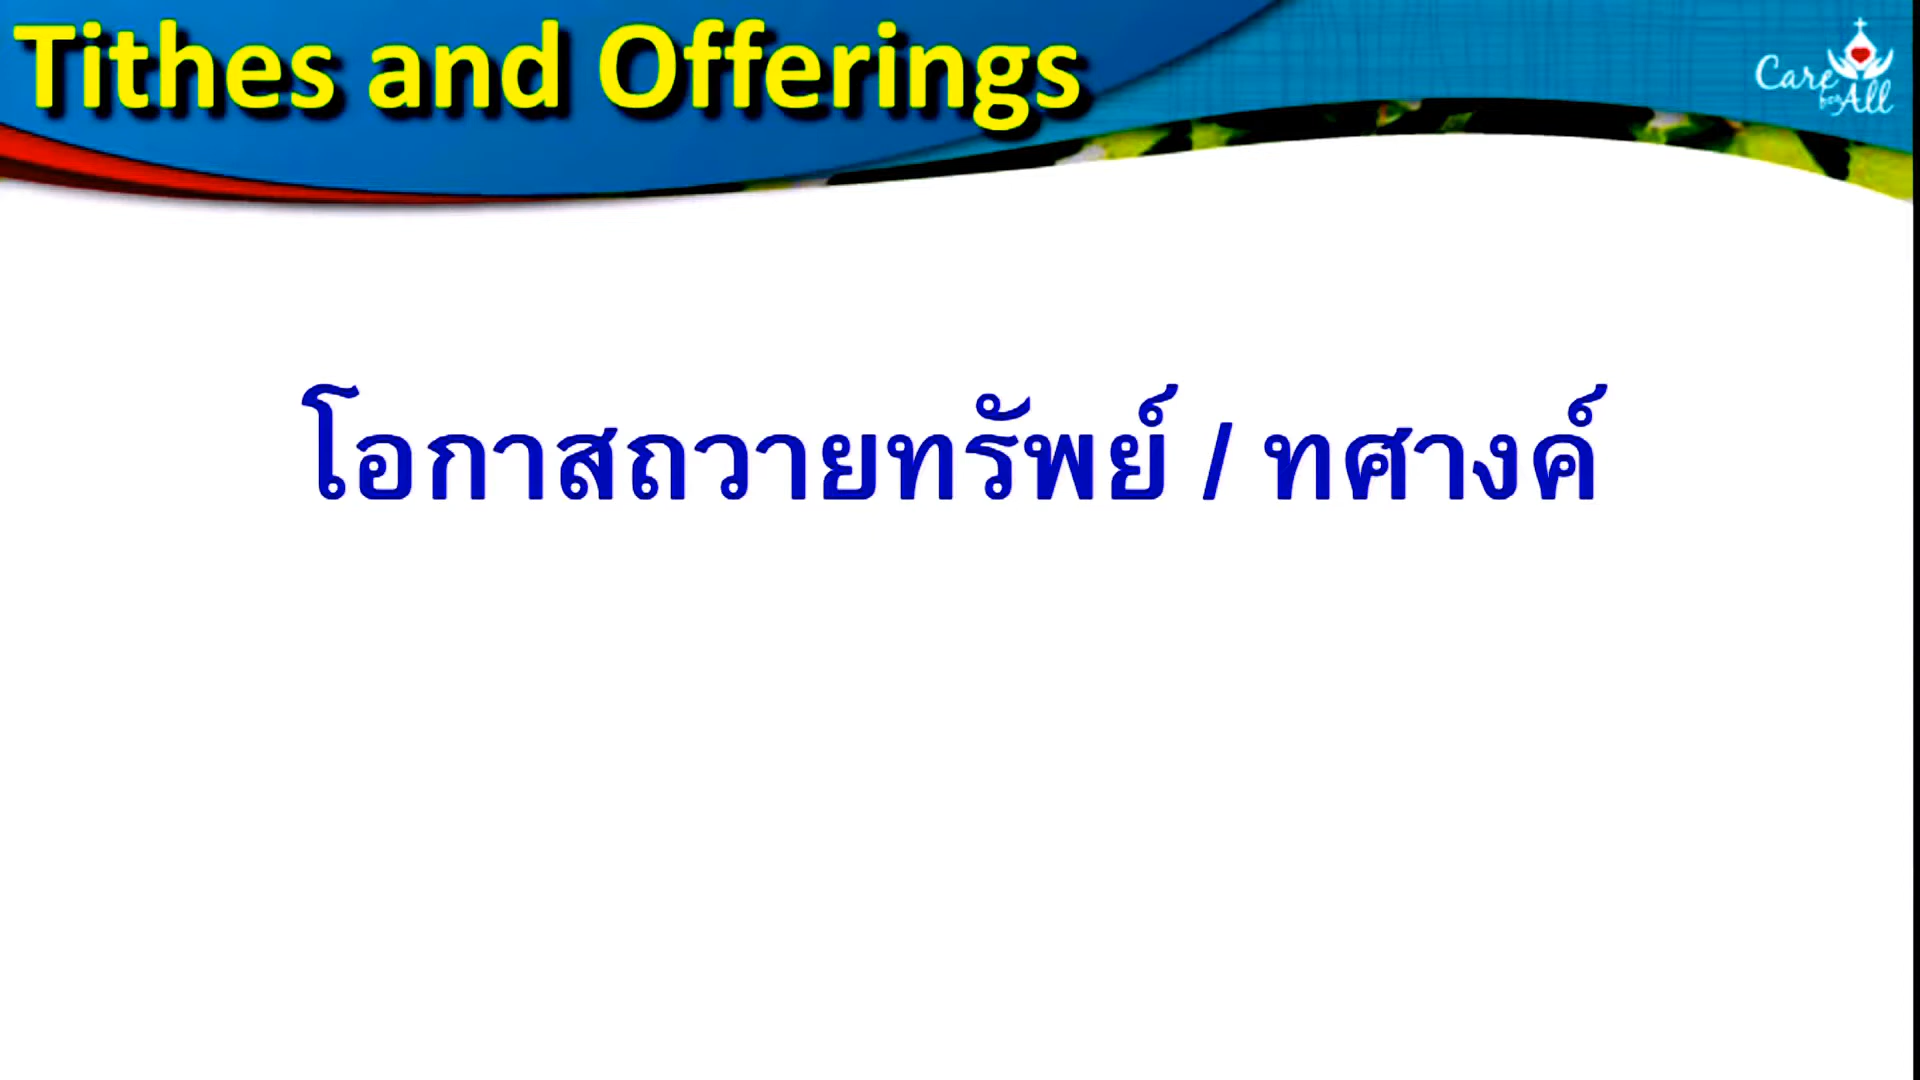 Tithes and Offerings
Care
for All
โอกาสถวายทรัพย์ / ทศางค์